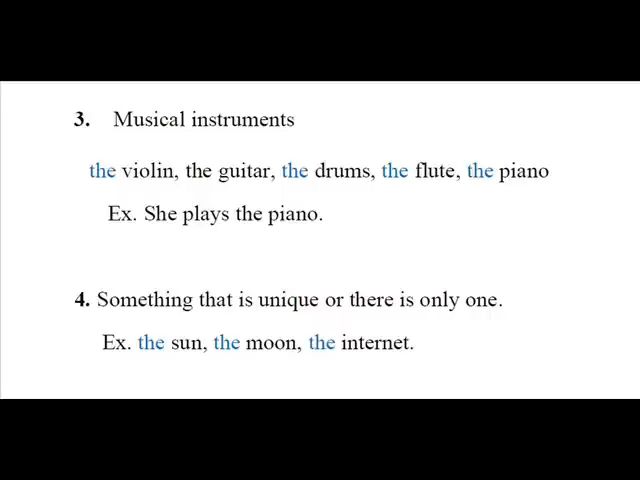 3. Musical instruments
the violin, the guitar, the drums, the flute, the piano
Ex. She plays the piano.
4. Something that is unique or there is only one.
Ex. the sun, the moon, the internet.